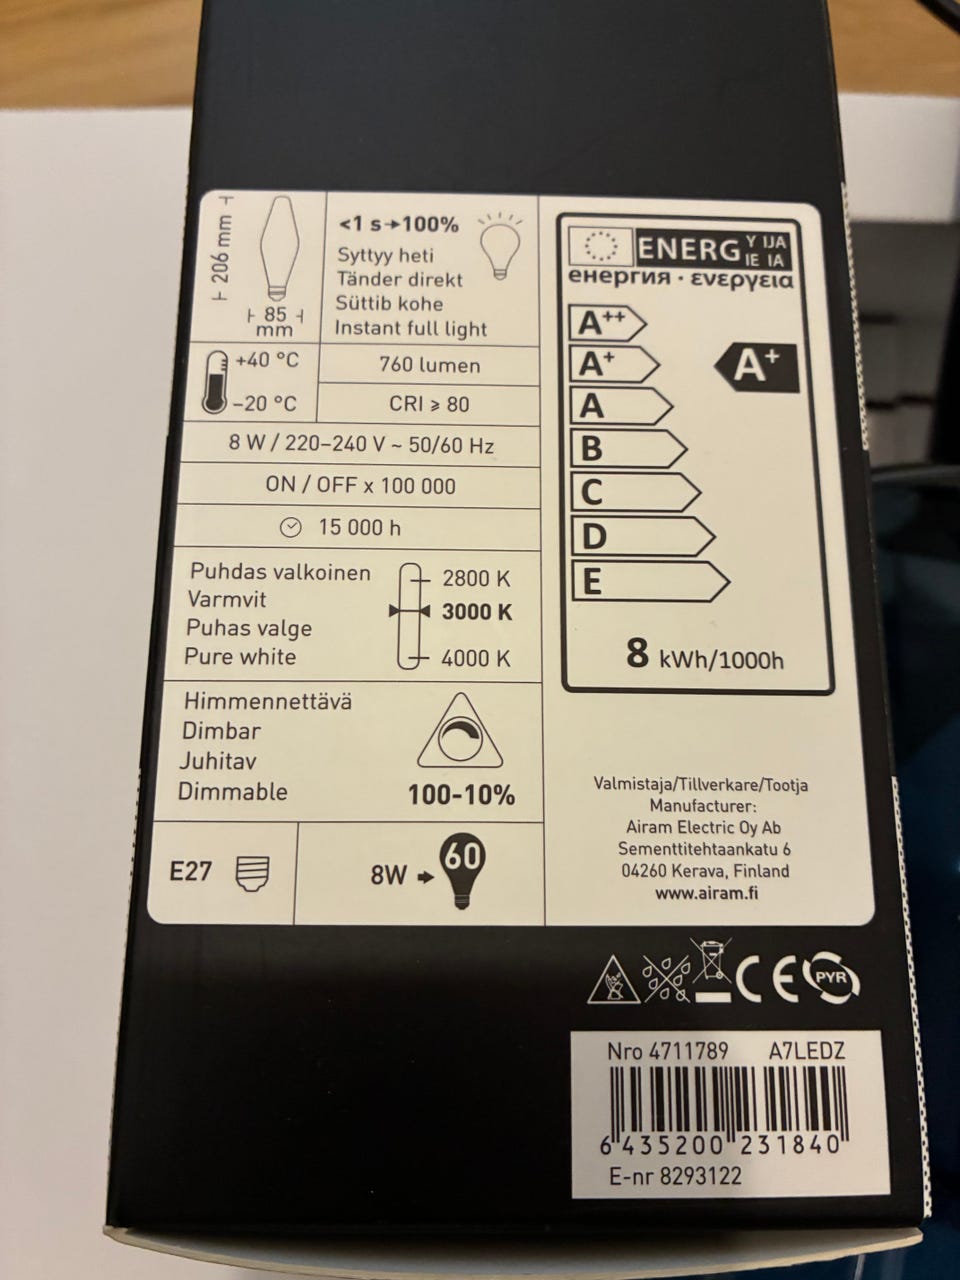 206 mm
85
mm
<1 s→100%
Syttyy heti
Tänder direkt
Süttib kohe
Instant full light
+40 °C
-20 °C
760 lumen
CRI ≥ 80
8 W / 220–240 V ~ 50/60 Hz
ON / OFF x 100 000
15 000 h
Puhdas valkoinen
Varmvit
Puhas valge
Pure white
2800 K
3000 K
4000 K
Himmennettävä
Dimbar
Juhitav
Dimmable
100-10%
E27
8W → 60
ENERG Y IJA
IE IA
енергия · ενεργεια
A++
A+
A+
A
B
C
D
E
8 kWh/1000h
Valmistaja/Tillverkare/Tootja
Manufacturer:
Airam Electric Oy Ab
Sementtitehtaankatu 6
04260 Kerava, Finland
www.airam.fi
CE PYR
Nro 4711789 A7LEDZ
6 435200 231840
E-nr 8293122